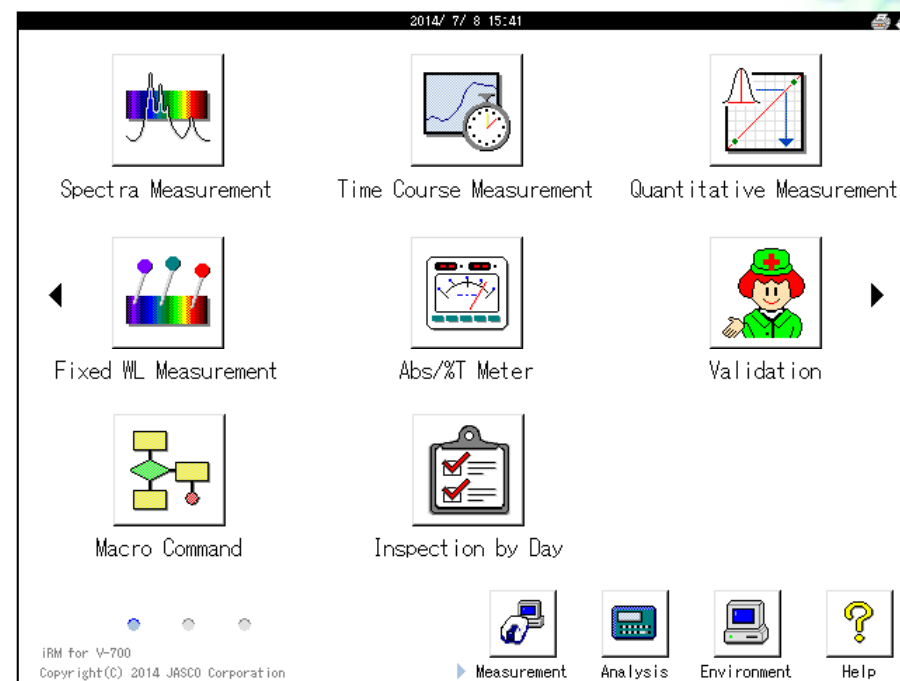 2014/ 7/ 8 15:41
Spectra Measurement
Time Course Measurement
Quantitative Measurement
Fixed WL Measurement
Abs/%T Meter
Validation
Macro Command
Inspection by Day
iRM for V-700
Copyright(C) 2014 JASCO Corporation
Measurement
Analysis
Environment
Help